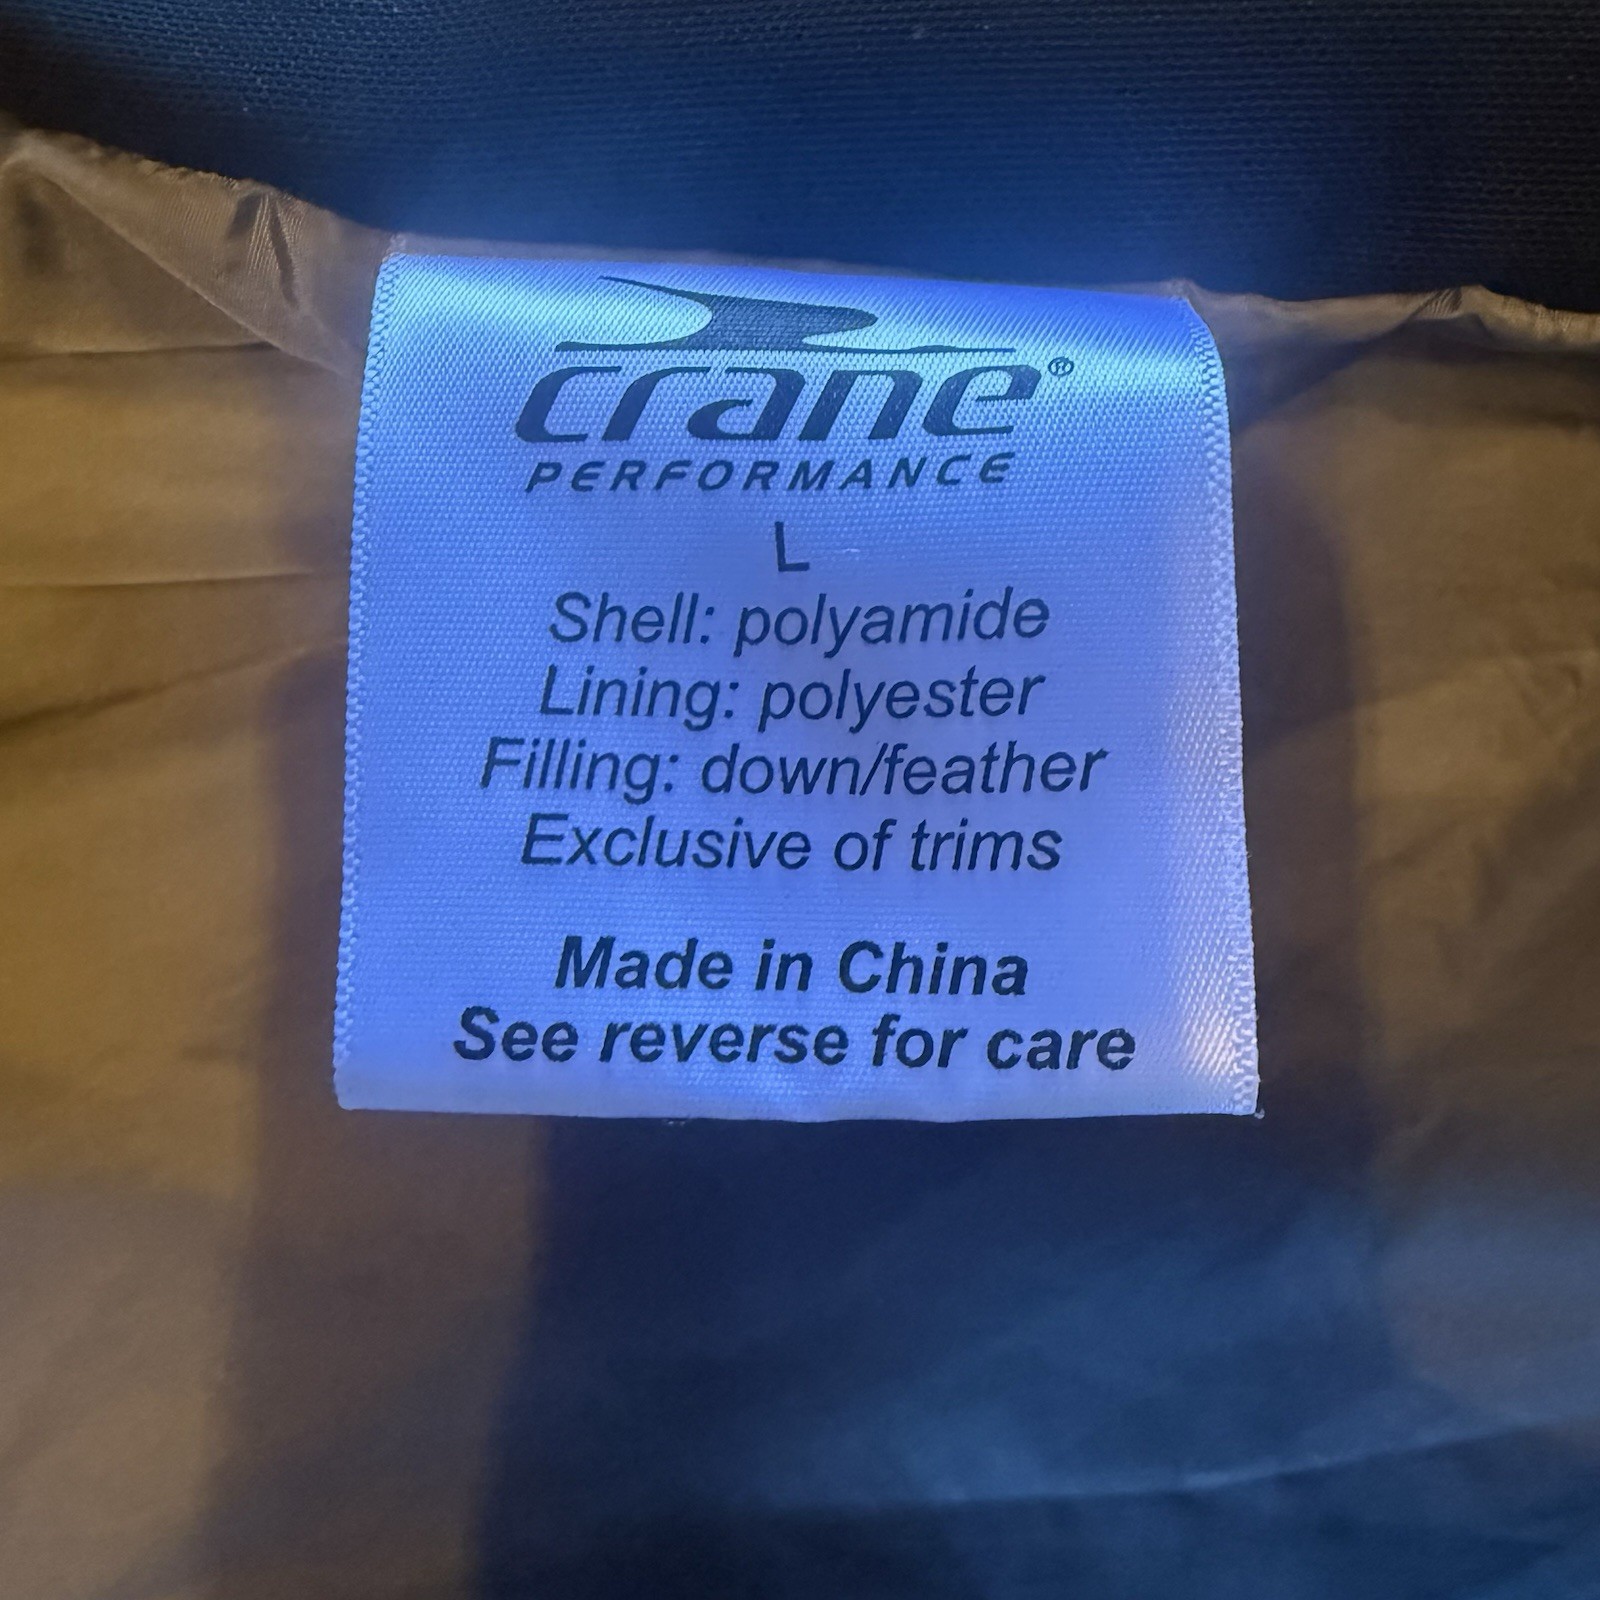 crane®
PERFORMANCE
L
Shell: polyamide
Lining: polyester
Filling: down/feather
Exclusive of trims
Made in China
See reverse for care